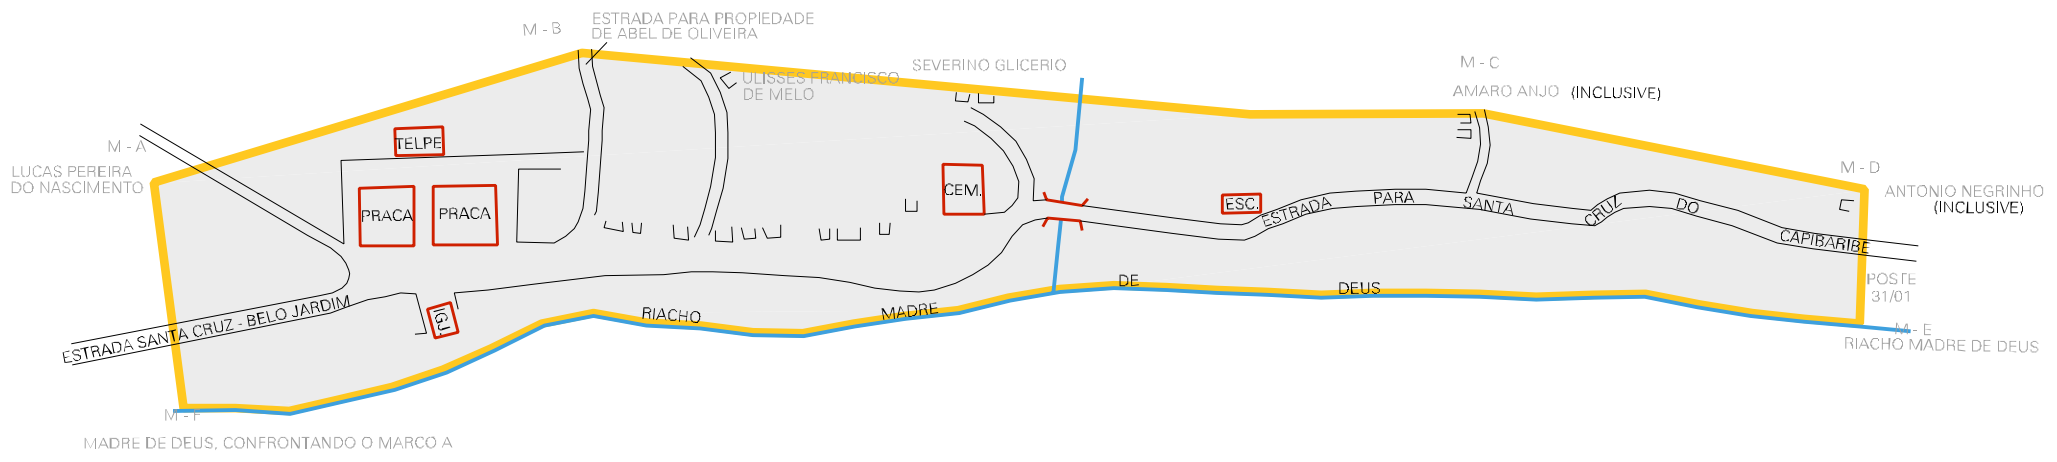 M - B
ESTRADA PARA PROPIEDADE
DE ABEL DE OLIVEIRA
SEVERINO GLICERIO
ULISSES FRANCISCO
DE MELO
M - C
AMARO ANJO (INCLUSIVE)
M - A
LUCAS PEREIRA
DO NASCIMENTO
TELPE
PRACA
PRACA
CEM.
ESC.
M - D
ANTONIO NEGRINHO
(INCLUSIVE)
ESTRADA PARA SANTA CRUZ DO CAPIBARIBE
POSTE
31/01
ESTRADA SANTA CRUZ - BELO JARDIM
IGJ.
RIACHO MADRE DE DEUS
M - E
RIACHO MADRE DE DEUS
M - F
MADRE DE DEUS, CONFRONTANDO O MARCO A